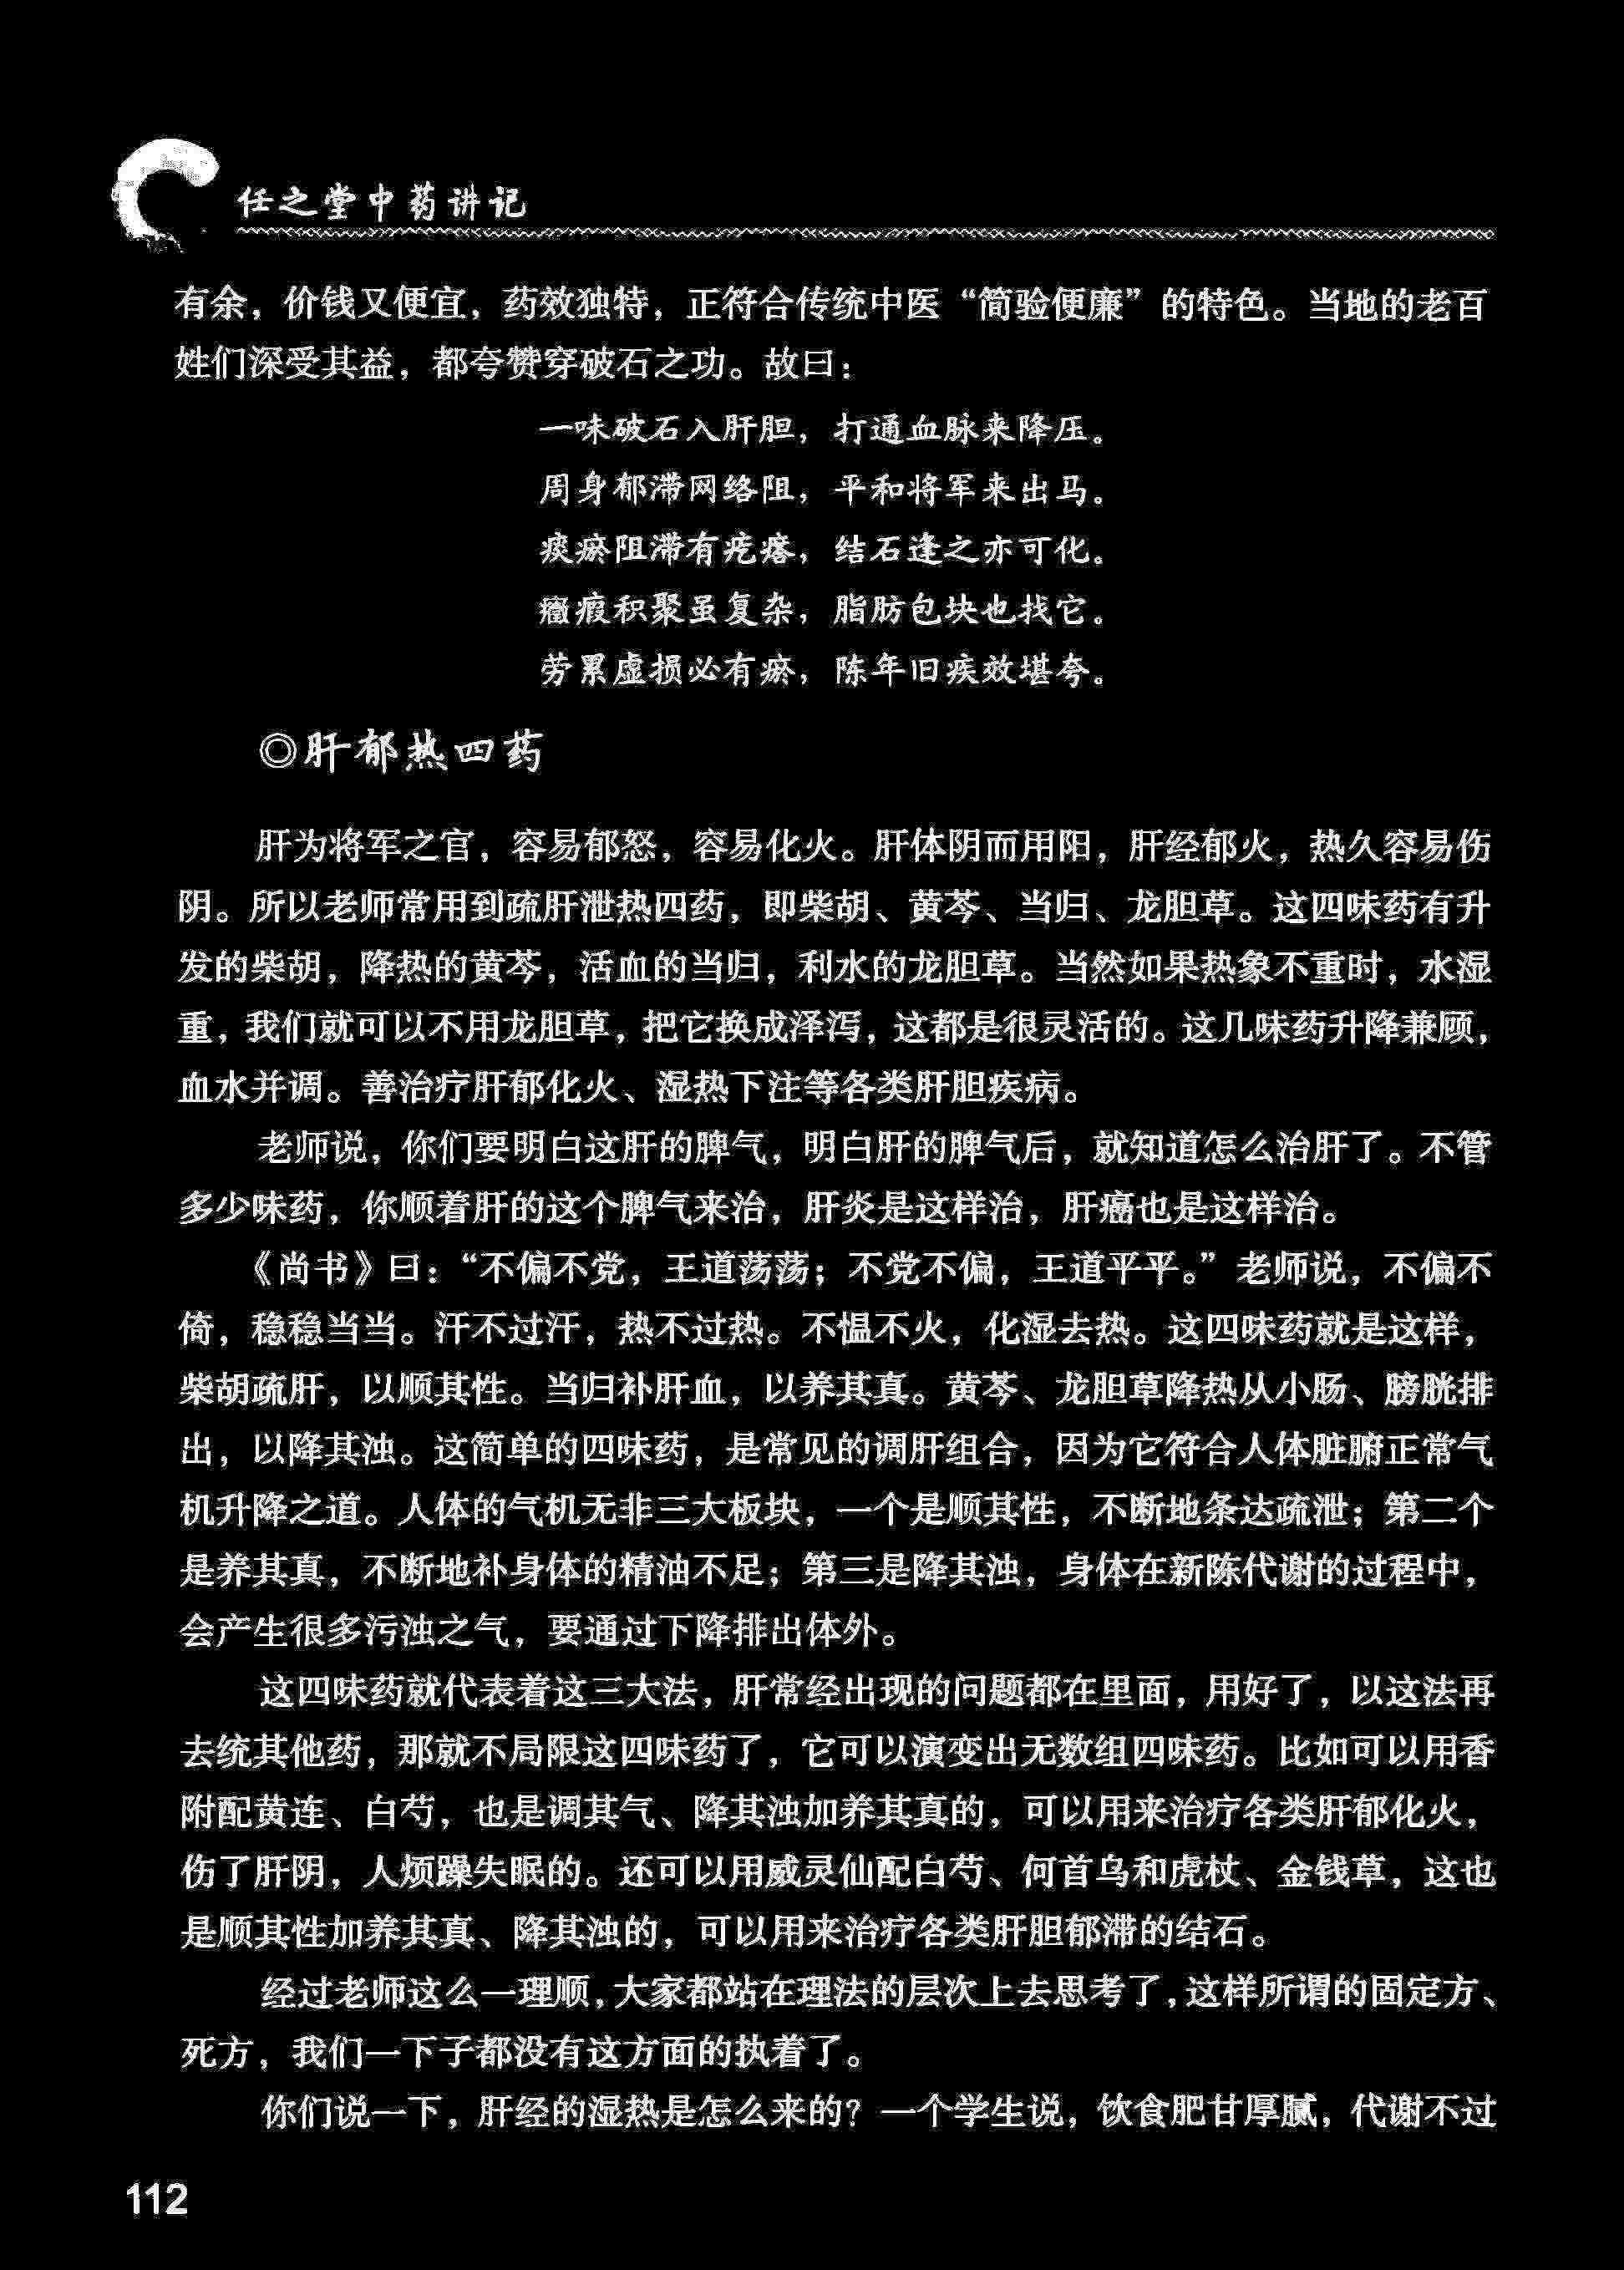 任之堂中药讲记
有余，价钱又便宜，药效独特，正符合传统中医“简验便廉”的特色。当地的老百
姓们深受其益，都夸赞穿破石之功。故曰：
一味破石入肝胆，打通血脉来降压。
周身郁滞网络阻，平和将军来出马。
痰瘀阻滞有疙瘩，结石逢之亦可化。
癥瘕积聚虽复杂，脂肪包块也找它。
劳累虚损必有瘀，陈年旧疾效堪夸。
◎肝郁热四药
肝为将军之官，容易郁怒，容易化火。肝体阴而用阳，肝经郁火，热久容易伤
阴。所以老师常用到疏肝泄热四药，即柴胡、黄芩、当归、龙胆草。这四味药有升
发的柴胡，降热的黄芩，活血的当归，利水的龙胆草。当然如果热象不重时，水湿
重，我们就可以不用龙胆草，把它换成泽泻，这都是很灵活的。这几味药升降兼顾，
血水并调。善治疗肝郁化火、湿热下注等各类肝胆疾病。
老师说，你们要明白这肝的脾气，明白肝的脾气后，就知道怎么治肝了。不管
多少味药，你顺着肝的这个脾气来治，肝炎是这样治，肝癌也是这样治。
《尚书》曰：“不偏不党，王道荡荡；不党不偏，王道平平。”老师说，不偏不
倚，稳稳当当。汗不过汗，热不过热。不愠不火，化湿去热。这四味药就是这样，
柴胡疏肝，以顺其性。当归补肝血，以养其真。黄芩、龙胆草降热从小肠、膀胱排
出，以降其浊。这简单的四味药，是常见的调肝组合，因为它符合人体脏腑正常气
机升降之道。人体的气机无非三大板块，一个是顺其性，不断地条达疏泄；第二个
是养其真，不断地补身体的精油不足；第三是降其浊，身体在新陈代谢的过程中，
会产生很多污浊之气，要通过下降排出体外。
这四味药就代表着这三大法，肝常经出现的问题都在里面，用好了，以这法再
去统其他药，那就不局限这四味药了，它可以演变出无数组四味药。比如可以用香
附配黄连、白芍，也是调其气、降其浊加养其真的，可以用来治疗各类肝郁化火，
伤了肝阴，人烦躁失眠的。还可以用威灵仙配白芍、何首乌和虎杖、金钱草，这也
是顺其性加养其真、降其浊的，可以用来治疗各类肝胆郁滞的结石。
经过老师这么一理顺，大家都站在理法的层次上去思考了，这样所谓的固定方、
死方，我们一下子都没有这方面的执着了。
你们说一下，肝经的湿热是怎么来的？一个学生说，饮食肥甘厚腻，代谢不过
112